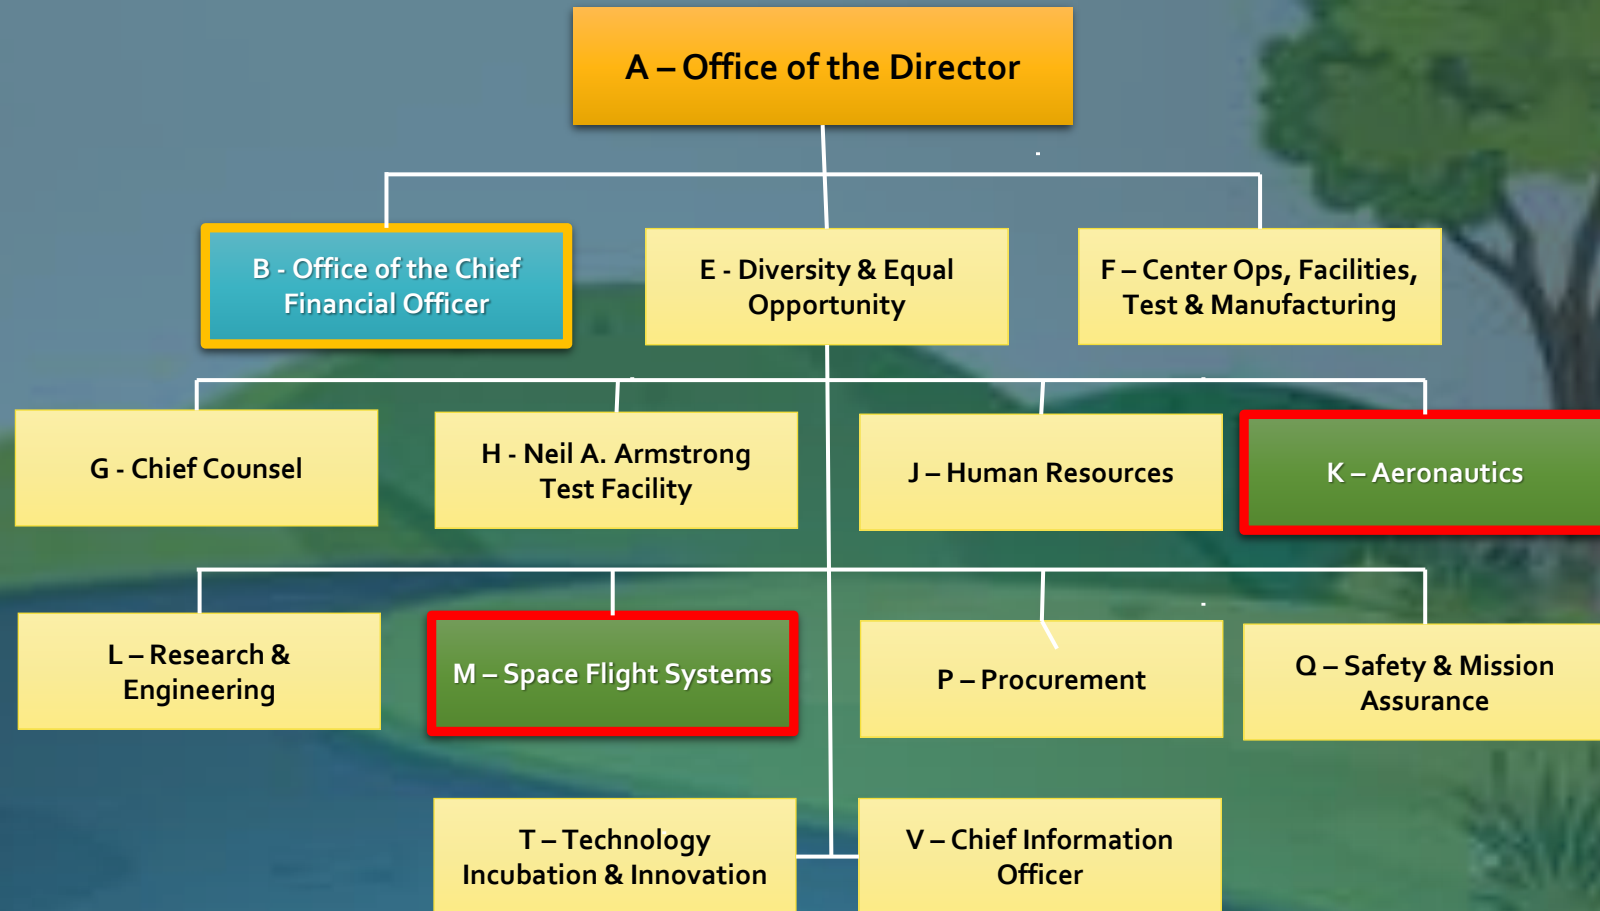 A – Office of the Director
B - Office of the Chief
Financial Officer
E - Diversity & Equal
Opportunity
F – Center Ops, Facilities,
Test & Manufacturing
G - Chief Counsel
H - Neil A. Armstrong
Test Facility
J – Human Resources
K – Aeronautics
L – Research &
Engineering
M – Space Flight Systems
P – Procurement
Q – Safety & Mission
Assurance
T – Technology
Incubation & Innovation
V – Chief Information
Officer